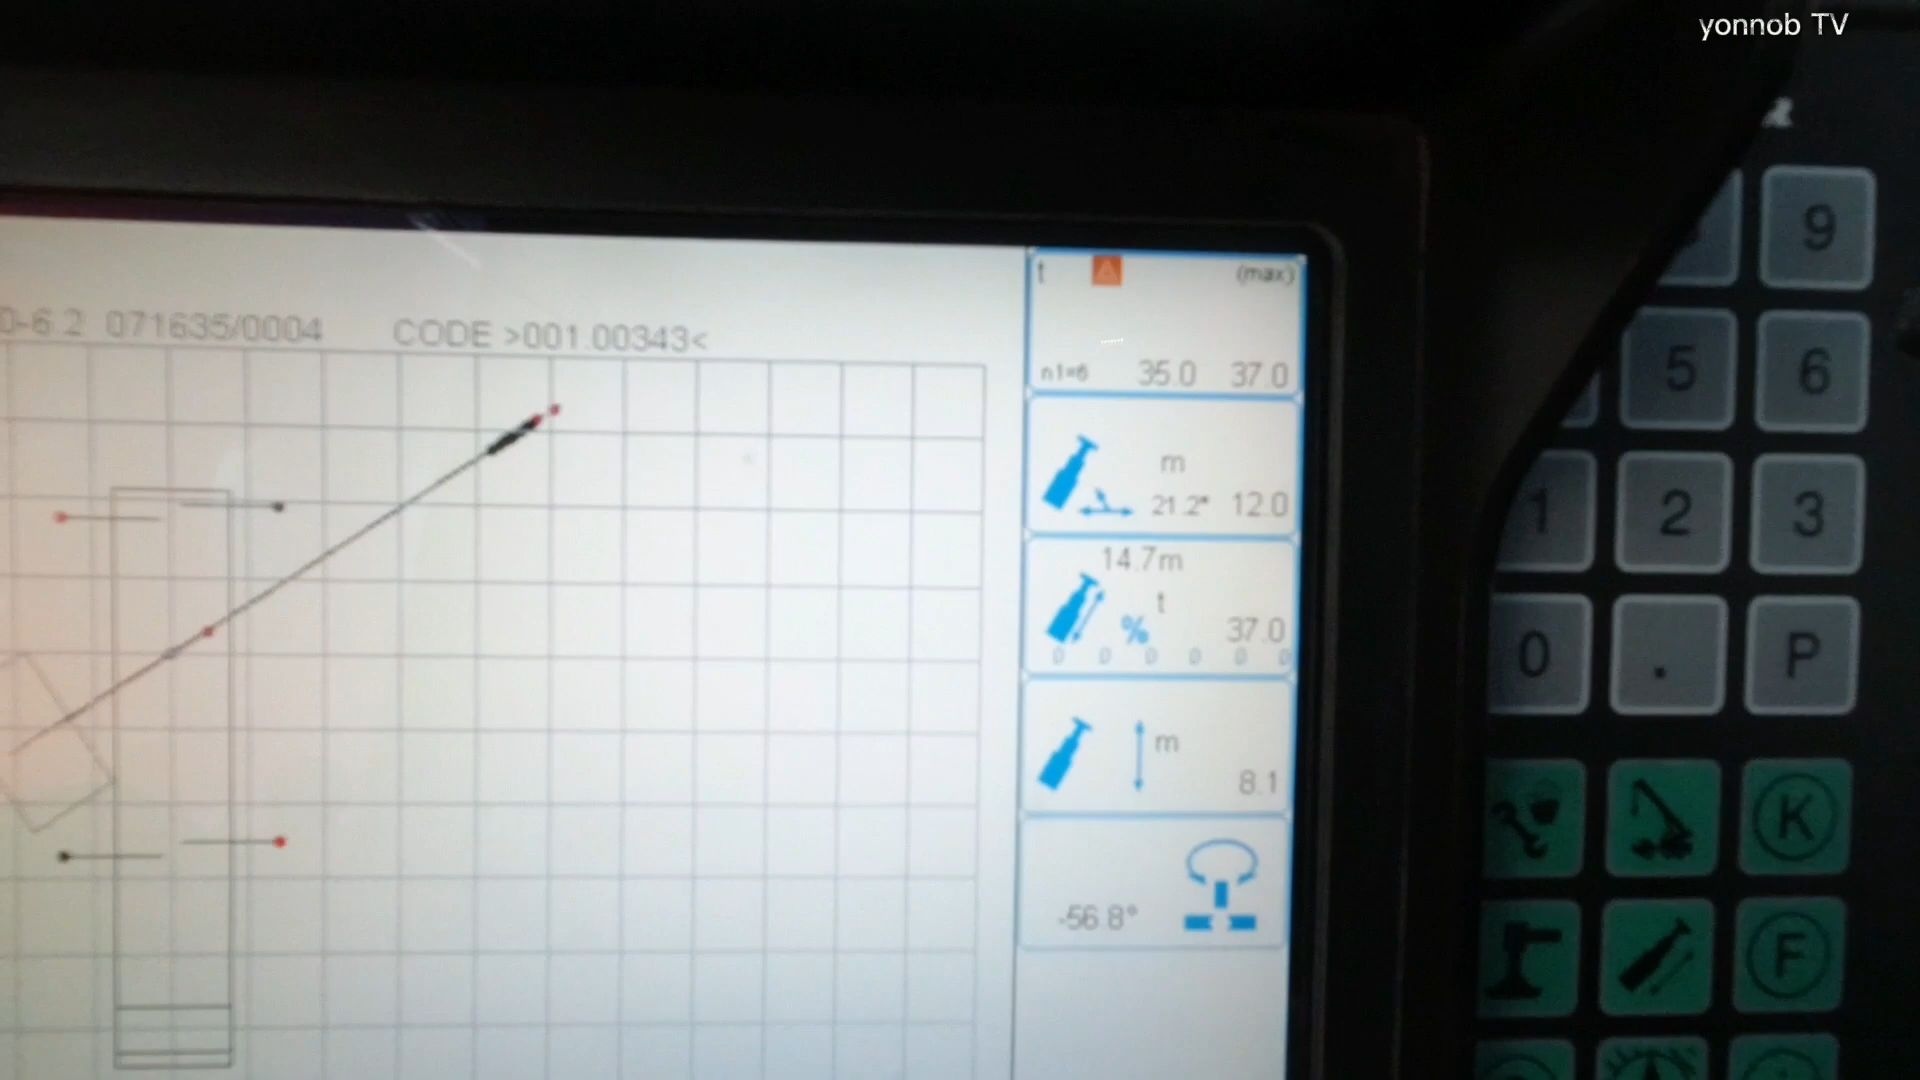 yonnob TV
0-6.2 071635/0004 CODE >001.00343<
t (max)
n1=6 35.0 37.0
m
21.2° 12.0
14.7m
t
% 37.0
0 0 0 0 0 0
m
8.1
-56.8°
9
5 6
1 2 3
0 . P
K
F